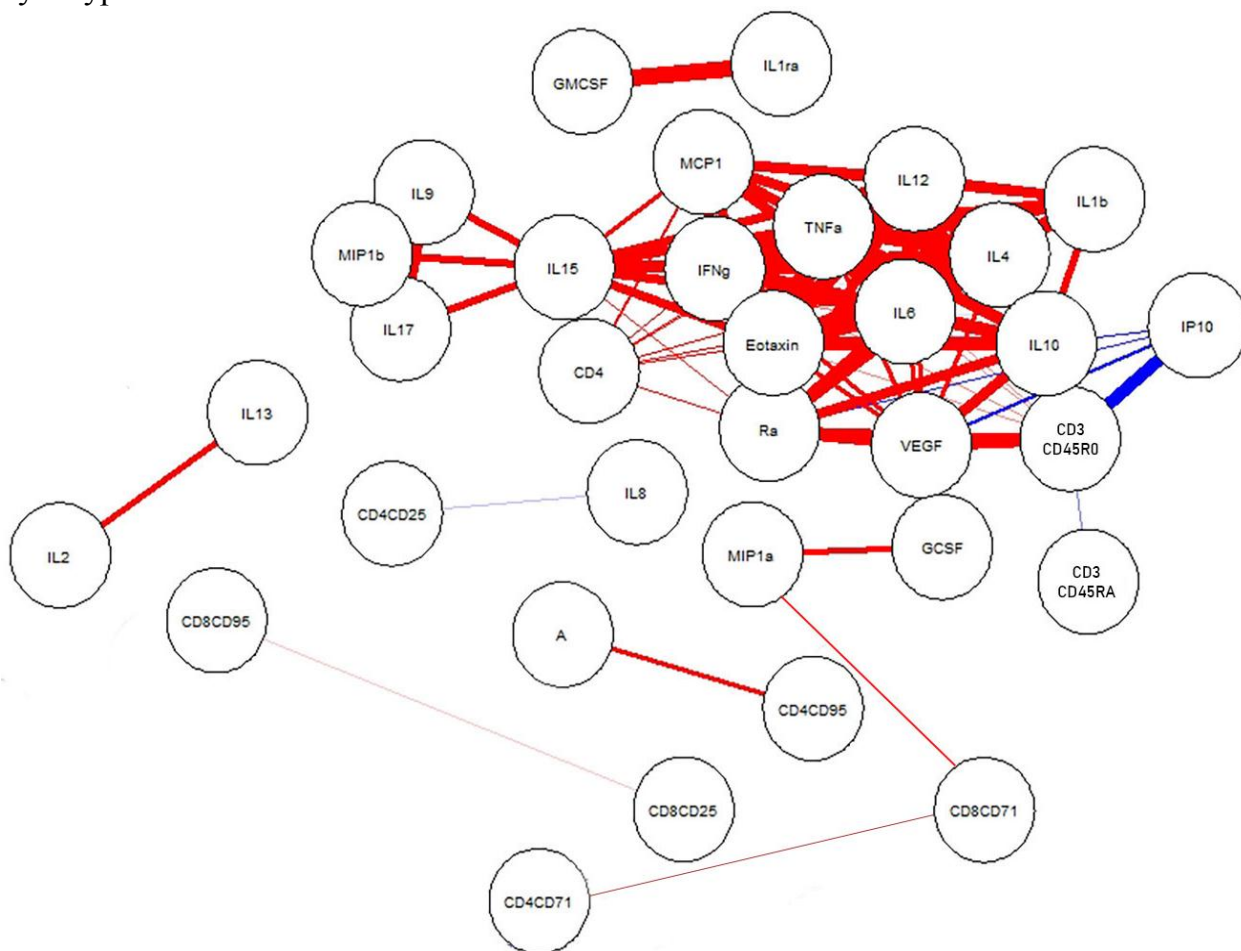 GMCSF
IL1ra
MCP1
IL12
IL1b
IL9
TNFa
MIP1b
IL15
IFNg
IL4
IL17
IL6
IP10
CD4
Eotaxin
IL10
IL13
Ra
VEGF
CD3
CD45R0
CD4CD25
IL8
IL2
MIP1a
GCSF
CD3
CD45RA
CD8CD95
A
CD4CD95
CD8CD25
CD8CD71
CD4CD71